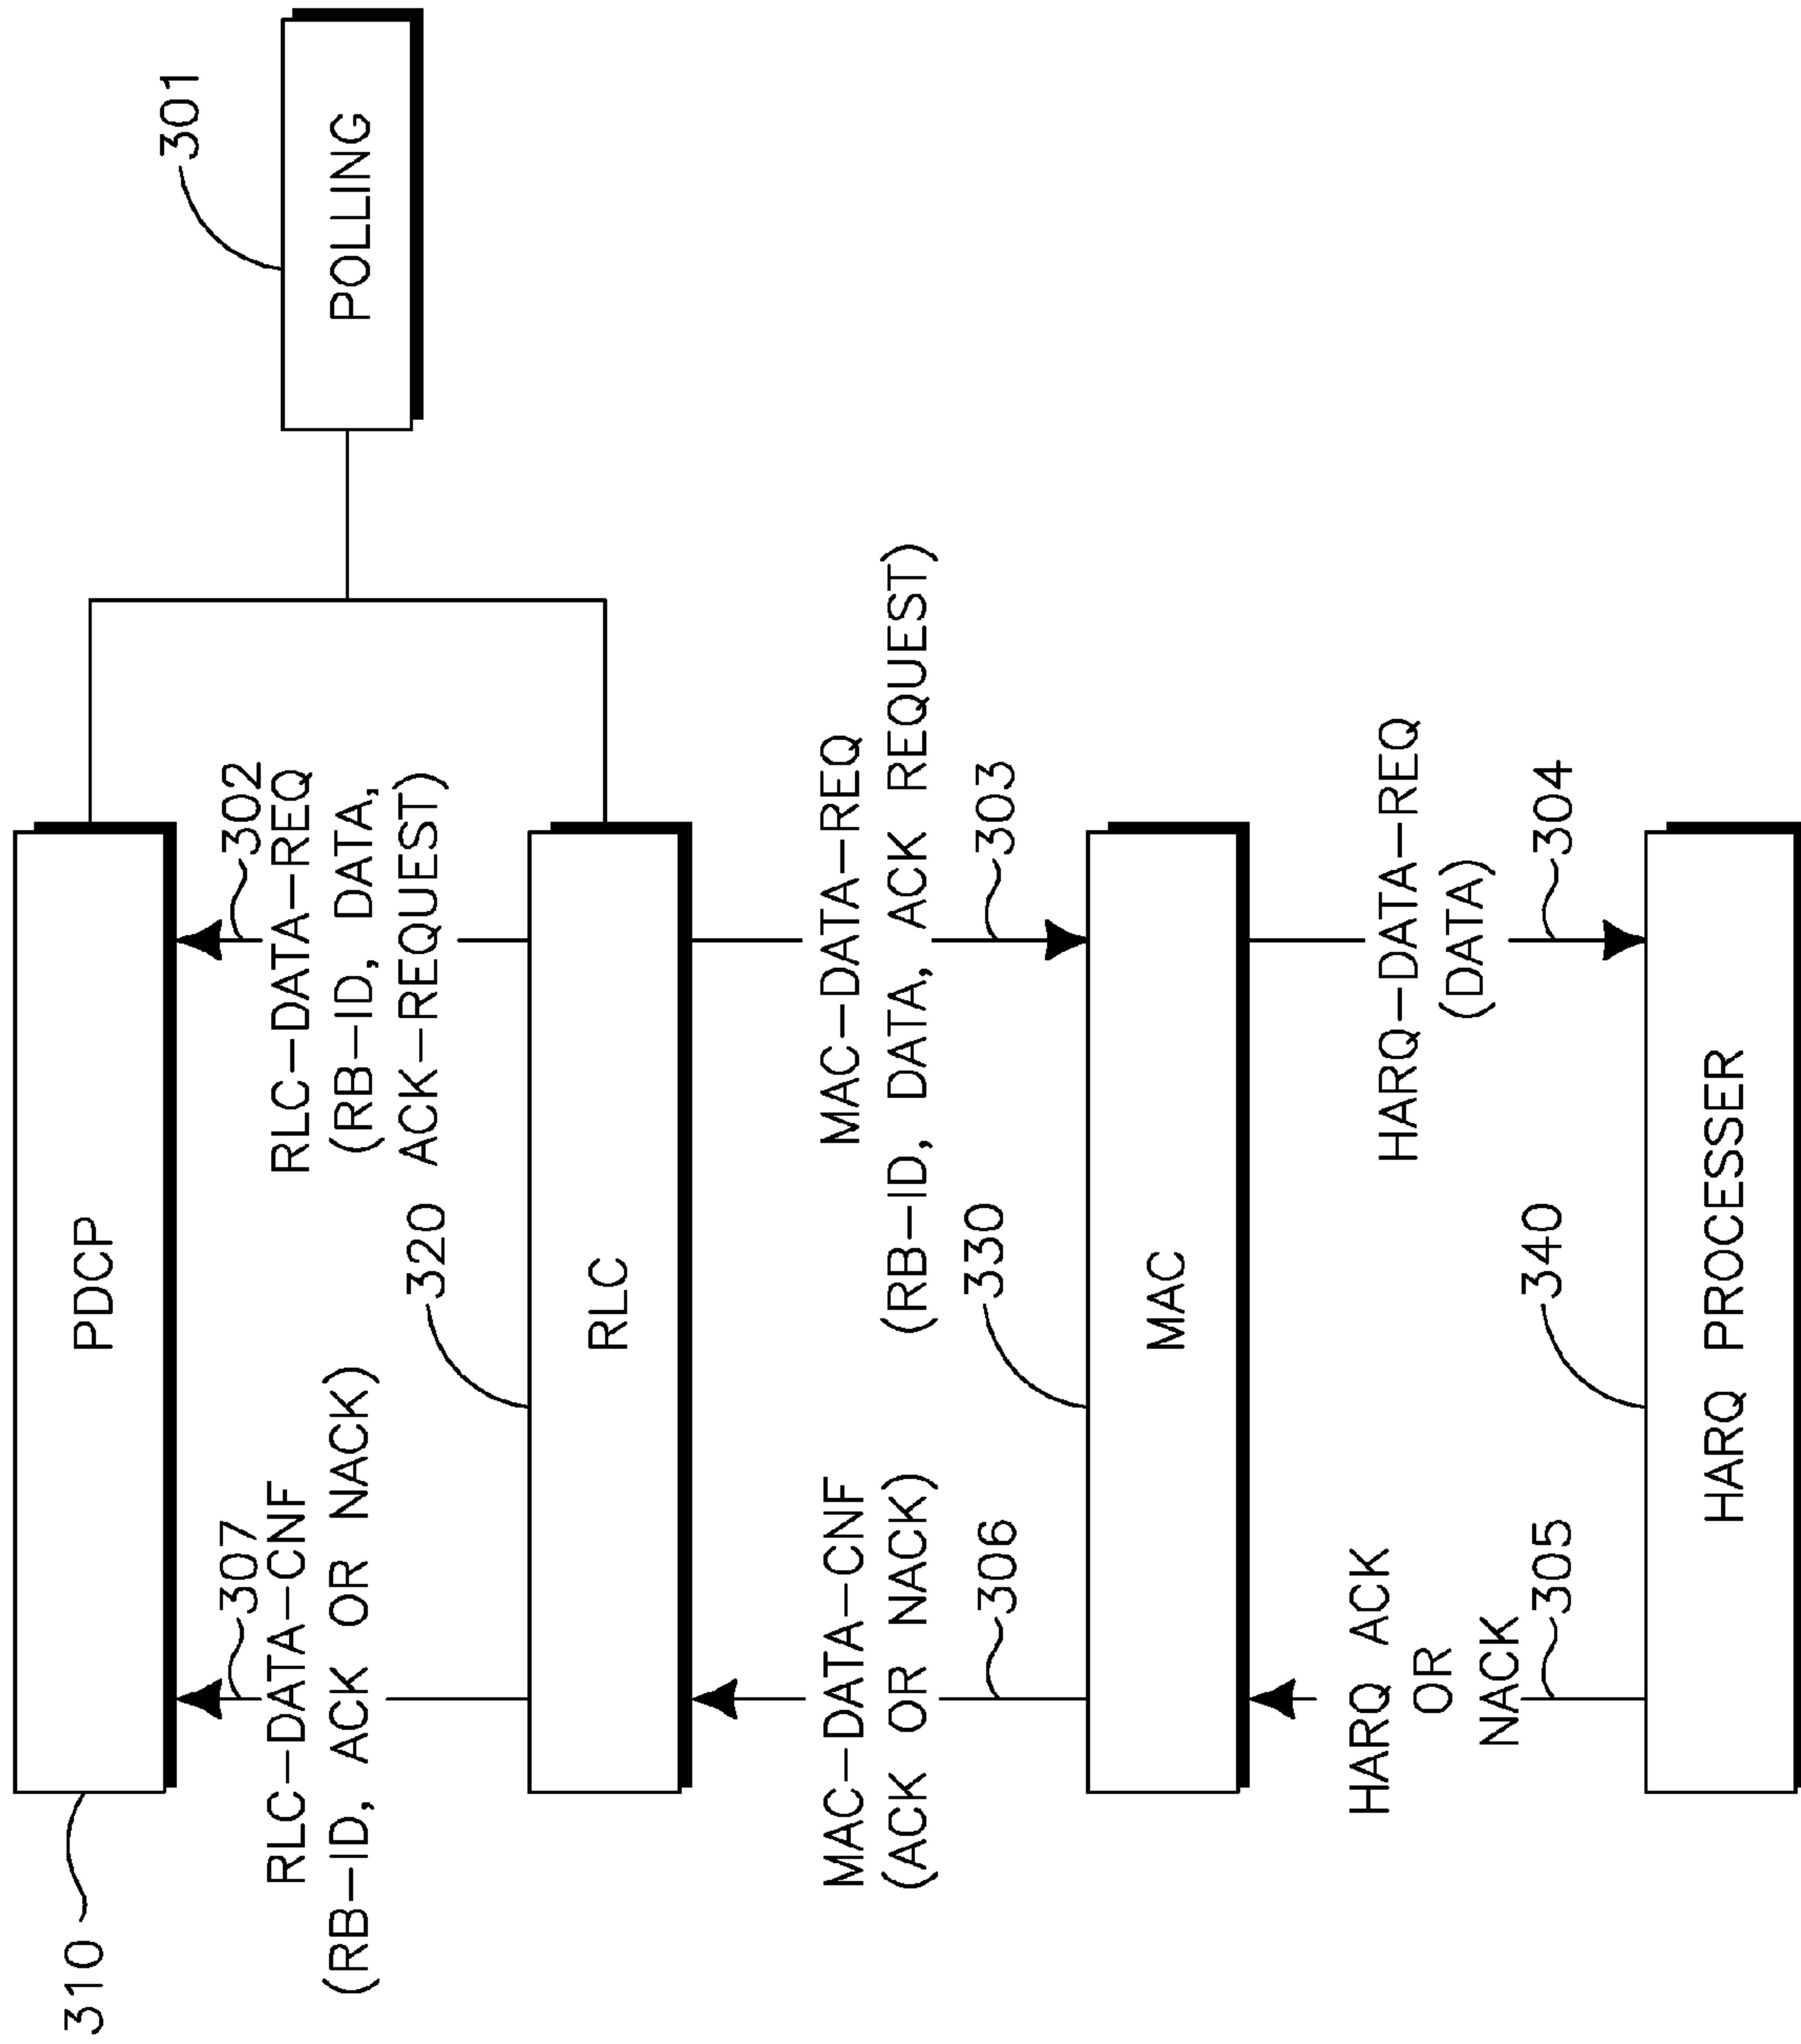 310
PDCP
301
POLLING
307
RLC-DATA-CNF
(RB-ID, ACK OR NACK)
302
RLC-DATA-REQ
(RB-ID, DATA,
ACK-REQUEST)
320
RLC
MAC-DATA-CNF
(ACK OR NACK)
306
MAC-DATA-REQ
(RB-ID, DATA, ACK REQUEST)
303
330
MAC
HARQ ACK
OR
NACK
305
HARQ-DATA-REQ
(DATA)
304
340
HARQ PROCESSER